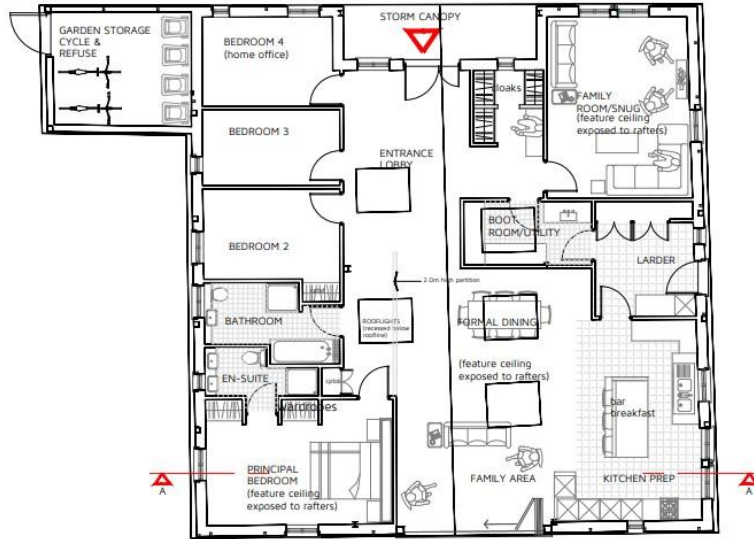 GARDEN STORAGE
CYCLE &
REFUSE
STORM CANOPY
BEDROOM 4
(home office)
cloaks
FAMILY
ROOM/SNUG
(feature ceiling
exposed to rafters)
BEDROOM 3
ENTRANCE
LOBBY
BEDROOM 2
BOOT
ROOM/UTILITY
LARDER
2.0m high partition
BATHROOM
ROOFLIGHTS
(recessed below
roofline)
FORMAL DINING
(feature ceiling
exposed to rafters)
EN-SUITE
wardrobes
bar
breakfast
PRINCIPAL
BEDROOM
(feature ceiling
exposed to rafters)
FAMILY AREA
KITCHEN PREP
A
A